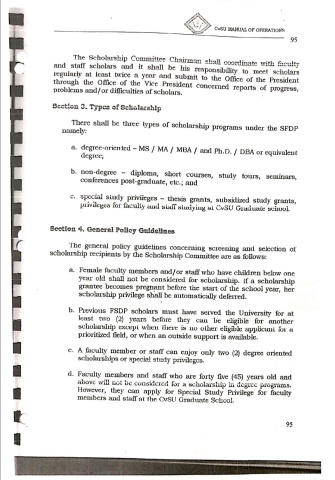 CvSU MANUAL OF OPERATIONS
95
The Scholarship Committee Chairman shall coordinate with faculty
and staff scholars and it shall be his responsibility to meet scholars
regularly at least twice a year and submit to the Office of the President
through the Office of the Vice President concerned reports of progress,
problems and/or difficulties of scholars.
Section 3. Types of Scholarship
There shall be three types of scholarship programs under the SFDP
namely:
a. degree-oriented – MS / MA / MBA / and Ph.D. / DBA or equivalent
degree;
b. non-degree – diploma, short courses, study tours, seminars,
conferences post-graduate, etc.; and
c. special study privileges – thesis grants, subsidized study grants,
privileges for faculty and staff studying at CvSU Graduate school.
Section 4. General Policy Guidelines
The general policy guidelines concerning screening and selection of
scholarship recipients by the Scholarship Committee are as follows:
a. Female faculty members and/or staff who have children below one
year old shall not be considered for scholarship. If a scholarship
grantee becomes pregnant before the start of the school year, her
scholarship privilege shall be automatically deferred.
b. Previous FSDP scholars must have served the University for at
least two (2) years before they can be eligible for another
scholarship except when there is no other eligible applicant for a
prioritized field, or when an outside support is available.
c. A faculty member or staff can enjoy only two (2) degree oriented
scholarships or special study privileges.
d. Faculty members and staff who are forty five (45) years old and
above will not be considered for a scholarship in degree programs.
However, they can apply for Special Study Privilege for faculty
members and staff at the CvSU Graduate School.
95